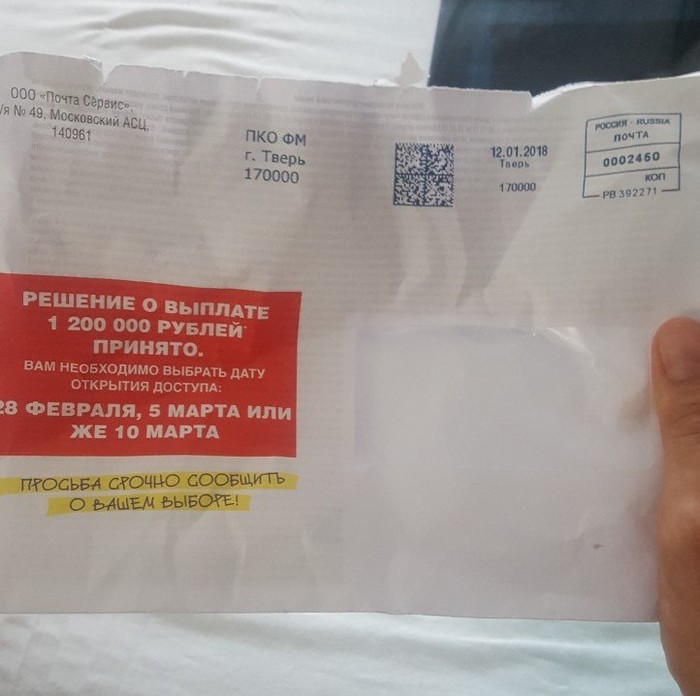 ООО «Почта Сервис»,
/я № 49, Московский АСЦ,
140961
ПКО ФМ
г. Тверь
170000
12.01.2018
Тверь
170000
РОССИЯ - RUSSIA
ПОЧТА
0002460
КОП
РВ 392271
РЕШЕНИЕ О ВЫПЛАТЕ
1 200 000 РУБЛЕЙ*
ПРИНЯТО.
ВАМ НЕОБХОДИМО ВЫБРАТЬ ДАТУ
ОТКРЫТИЯ ДОСТУПА:
28 ФЕВРАЛЯ, 5 МАРТА ИЛИ
ЖЕ 10 МАРТА
ПРОСЬБА СРОЧНО СООБЩИТЬ
О ВАШЕМ ВЫБОРЕ!